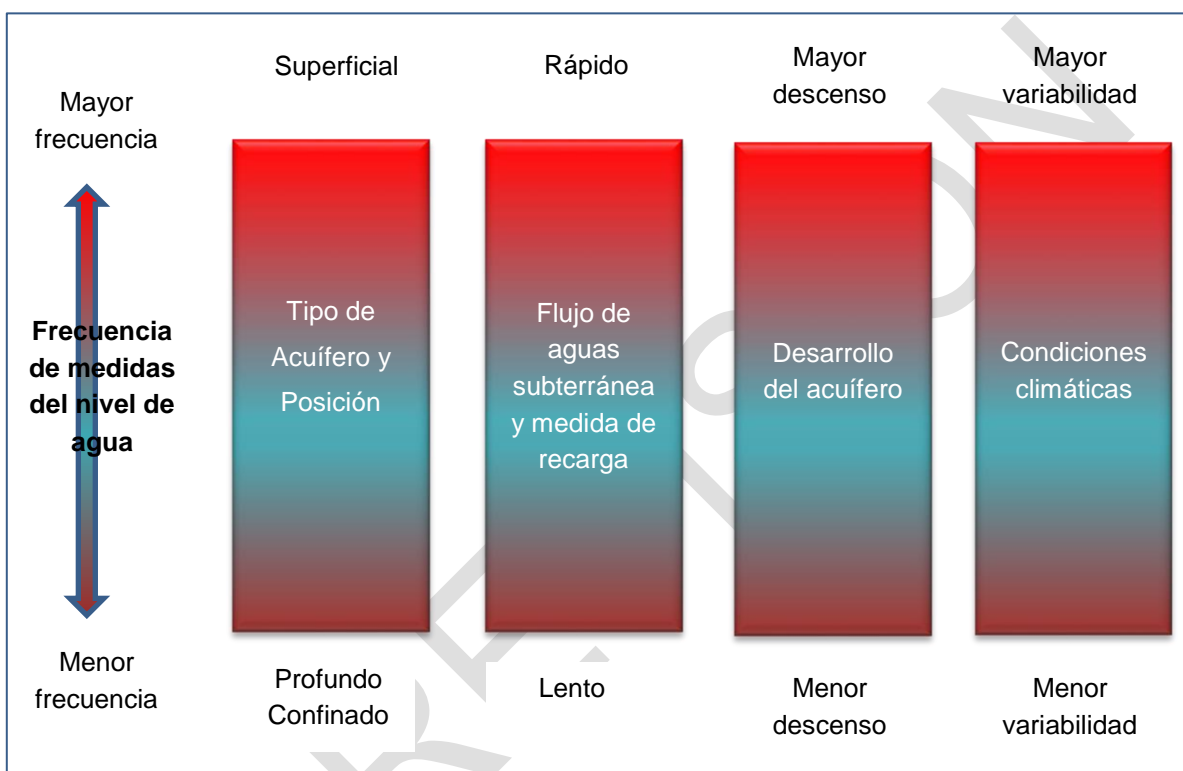 Mayor
frecuencia
Frecuencia
de medidas
del nivel de
agua
Menor
frecuencia
Superficial
Tipo de
Acuífero y
Posición
Profundo
Confinado
Rápido
Flujo de
aguas
subterránea
y medida de
recarga
Lento
Mayor
descenso
Desarrollo
del acuífero
Menor
descenso
Mayor
variabilidad
Condiciones
climáticas
Menor
variabilidad